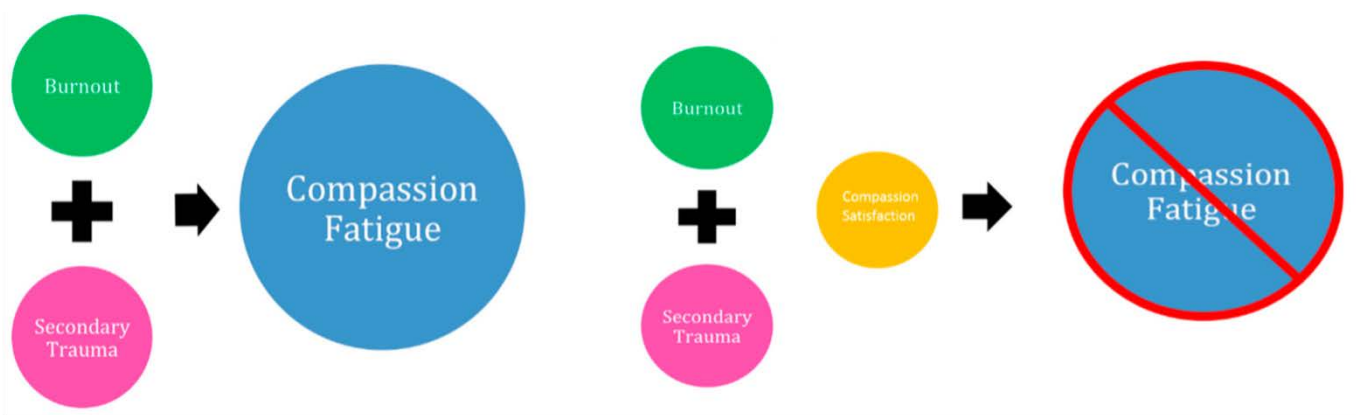 Burnout
Secondary
Trauma
Compassion
Fatigue
Burnout
Secondary
Trauma
Compassion
Satisfaction
Compassion
Fatigue